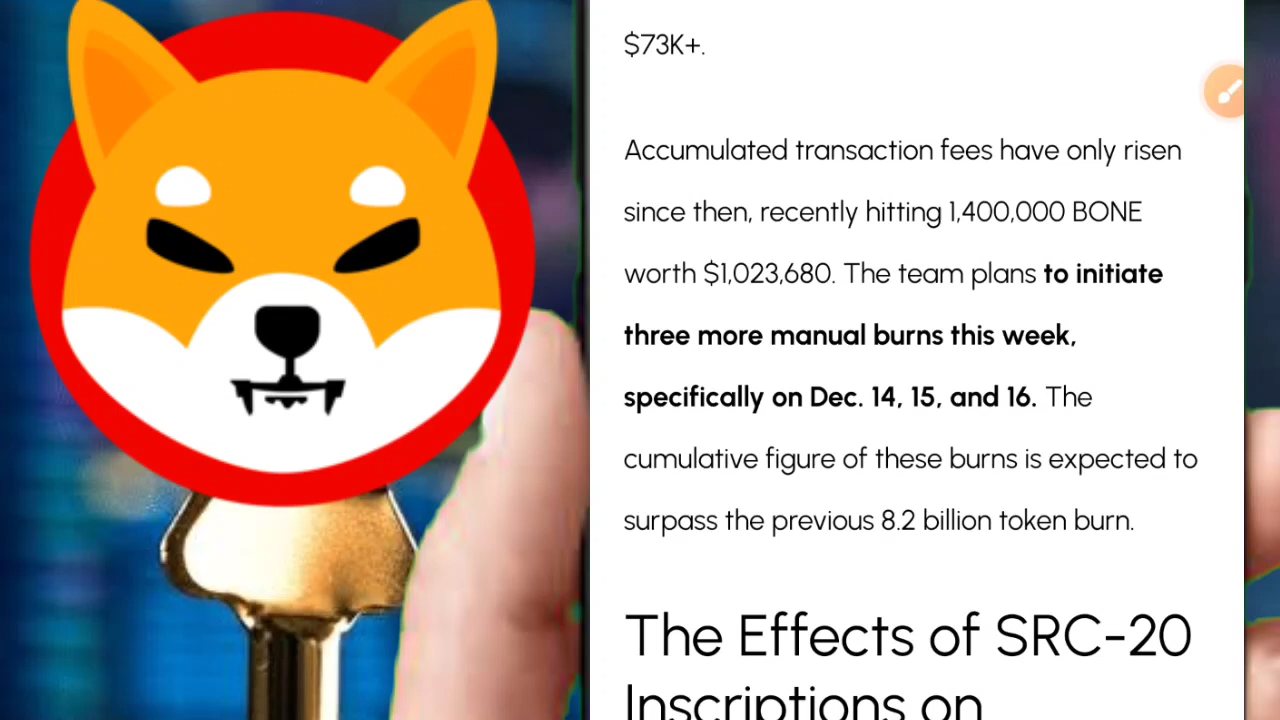 $73K+.
Accumulated transaction fees have only risen
since then, recently hitting 1,400,000 BONE
worth $1,023,680. The team plans to initiate
three more manual burns this week,
specifically on Dec. 14, 15, and 16. The
cumulative figure of these burns is expected to
surpass the previous 8.2 billion token burn.
The Effects of SRC-20
Inscriptions on